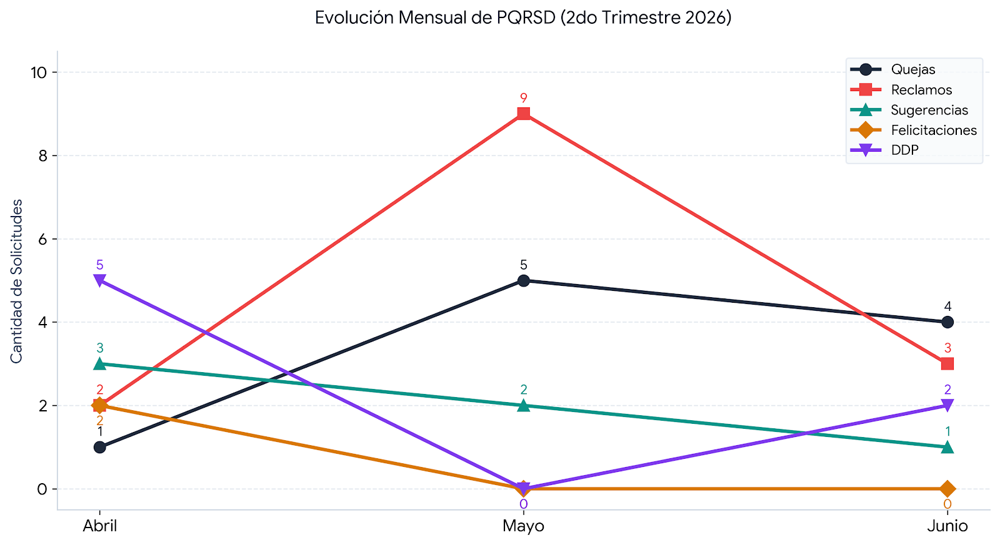 Evolución Mensual de PQRSD (2do Trimestre 2026)
Cantidad de Solicitudes
10
8
6
4
2
0
Quejas
Reclamos
Sugerencias
Felicitaciones
DDP
9
5
5
4
3
3
2
2
2
2
1
1
0
0
Abril
Mayo
Junio